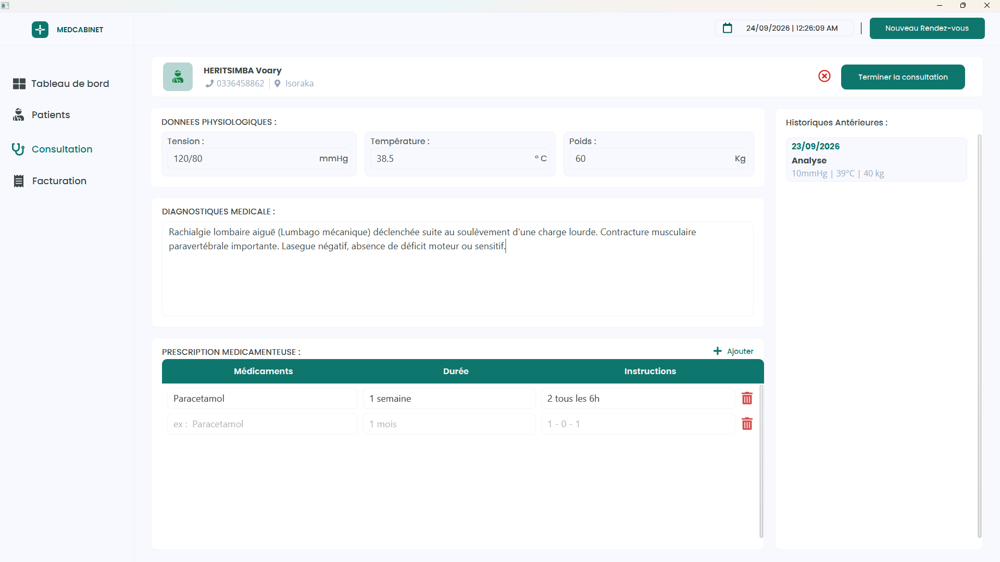 MEDCABINET
24/09/2026 | 12:26:09 AM
Nouveau Rendez-vous
Tableau de bord
Patients
Consultation
Facturation
HERITSIMBA Voary
0336458862
Isoraka
Terminer la consultation
DONNEES PHYSIOLOGIQUES :
Tension :
120/80 mmHg
Température :
38.5 ° C
Poids :
60 Kg
DIAGNOSTIQUES MEDICALE :
Rachialgie lombaire aiguë (Lumbago mécanique) déclenchée suite au soulèvement d'une charge lourde. Contracture musculaire
paravertébrale importante. Lasegue négatif, absence de déficit moteur ou sensitif.
PRESCRIPTION MEDICAMENTEUSE :
Ajouter
Médicaments Durée Instructions
Paracetamol 1 semaine 2 tous les 6h
ex : Paracetamol 1 mois 1 - 0 - 1
Historiques Antérieures :
23/09/2026
Analyse
10mmHg | 39°C | 40 kg